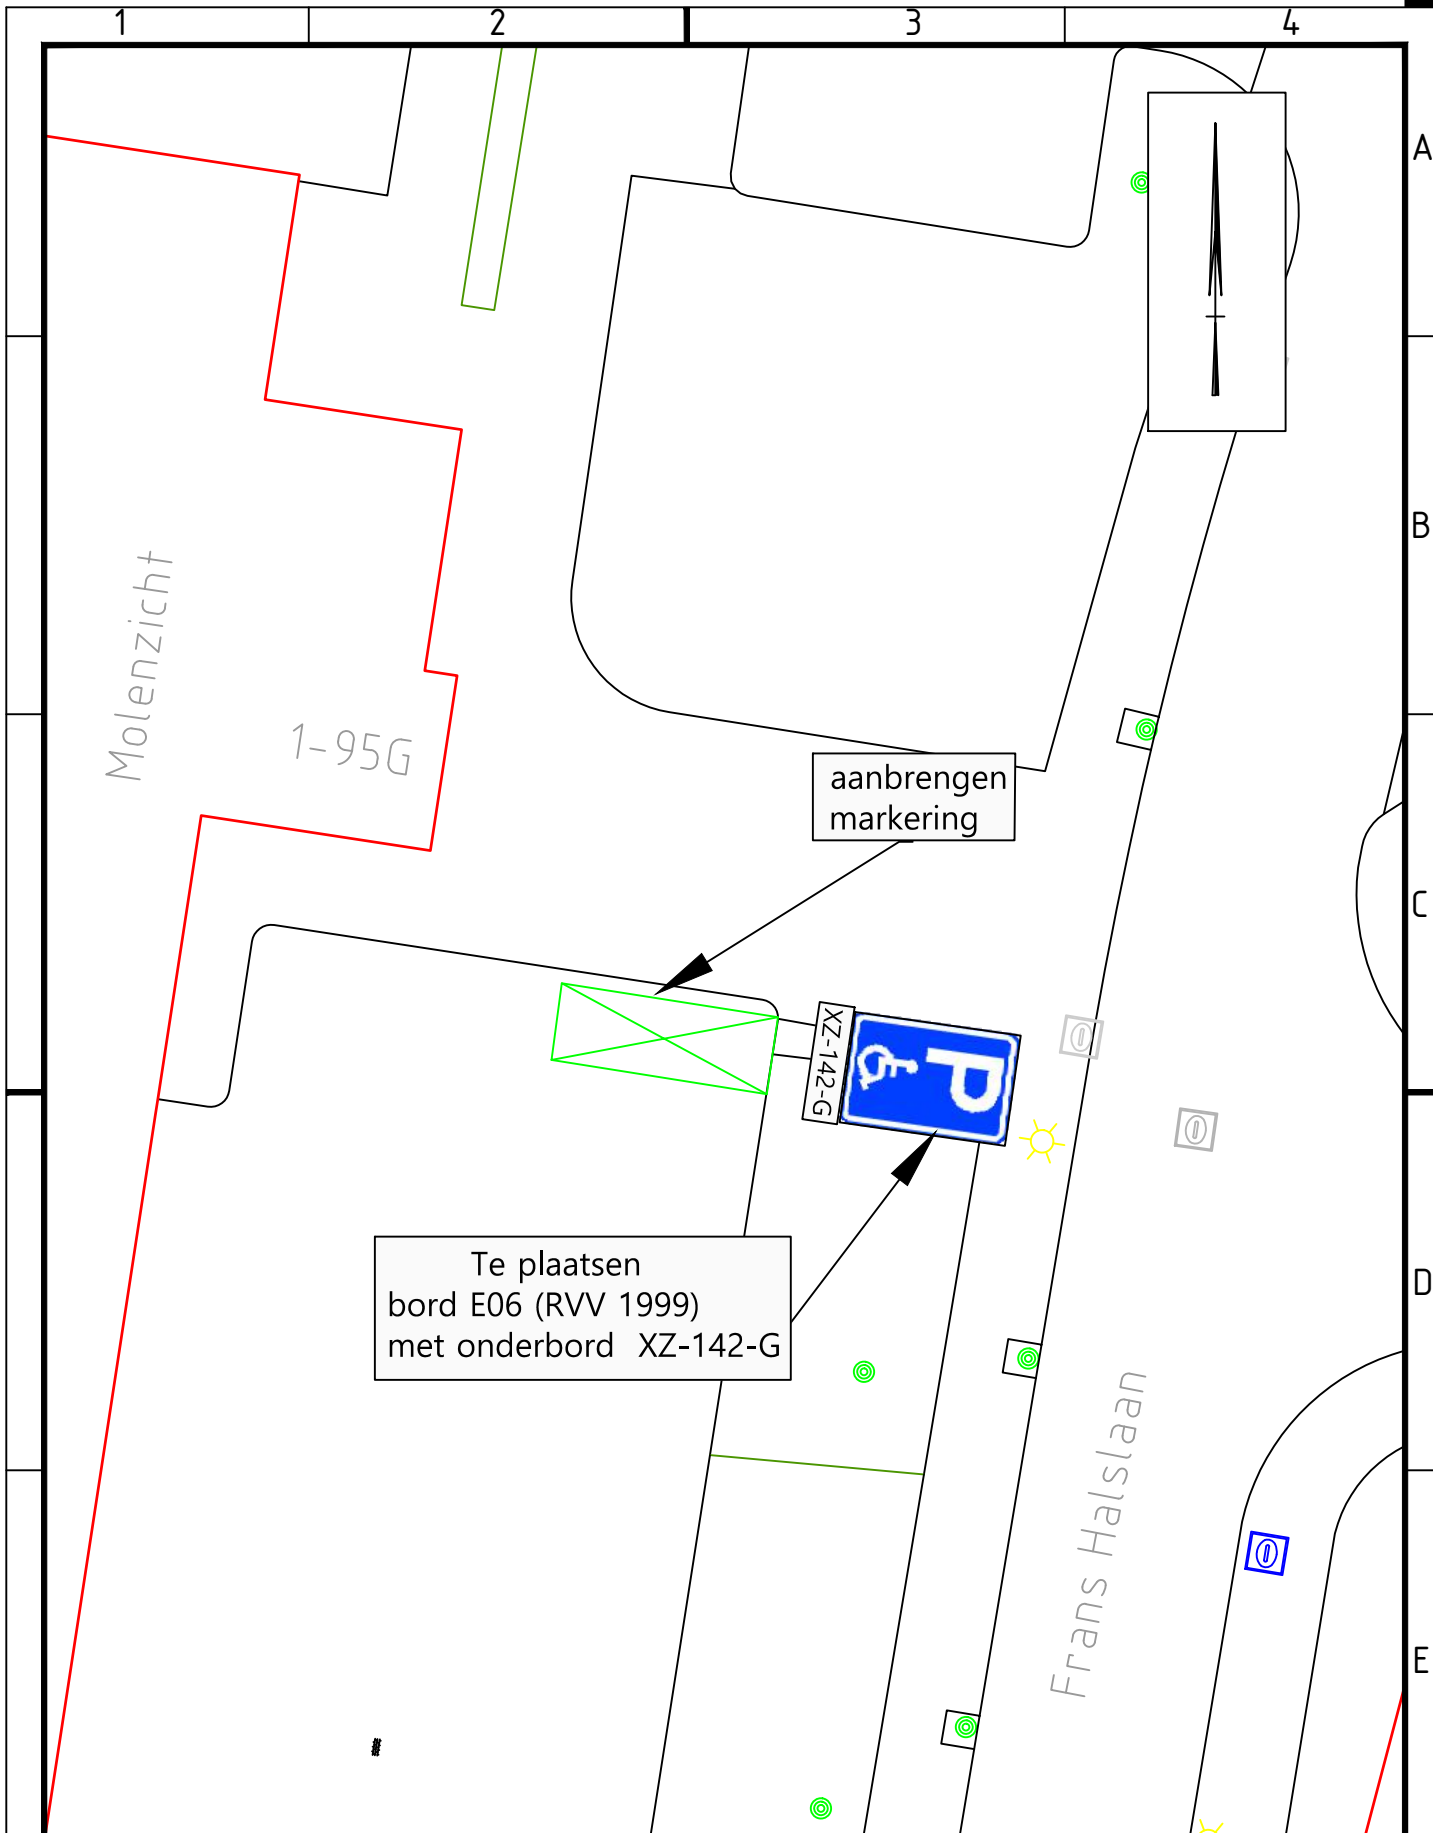 1
2
3
4
A
B
C
D
E
Molenzicht
1-95G
aanbrengen
markering
XZ-142-G
P
Te plaatsen
bord E06 (RVV 1999)
met onderbord XZ-142-G
Frans Halslaan